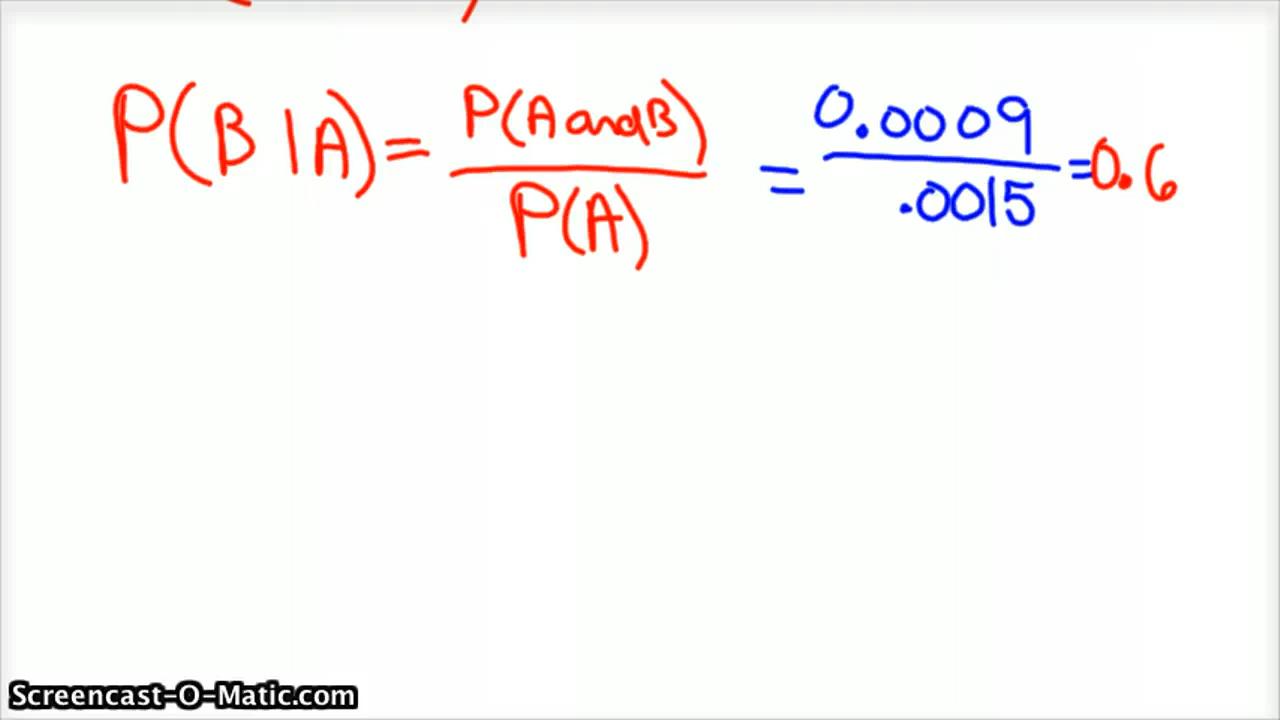 P(B|A) = P(A and B) / P(A) = 0.0009 / .0015 = 0.6
Screencast-O-Matic.com